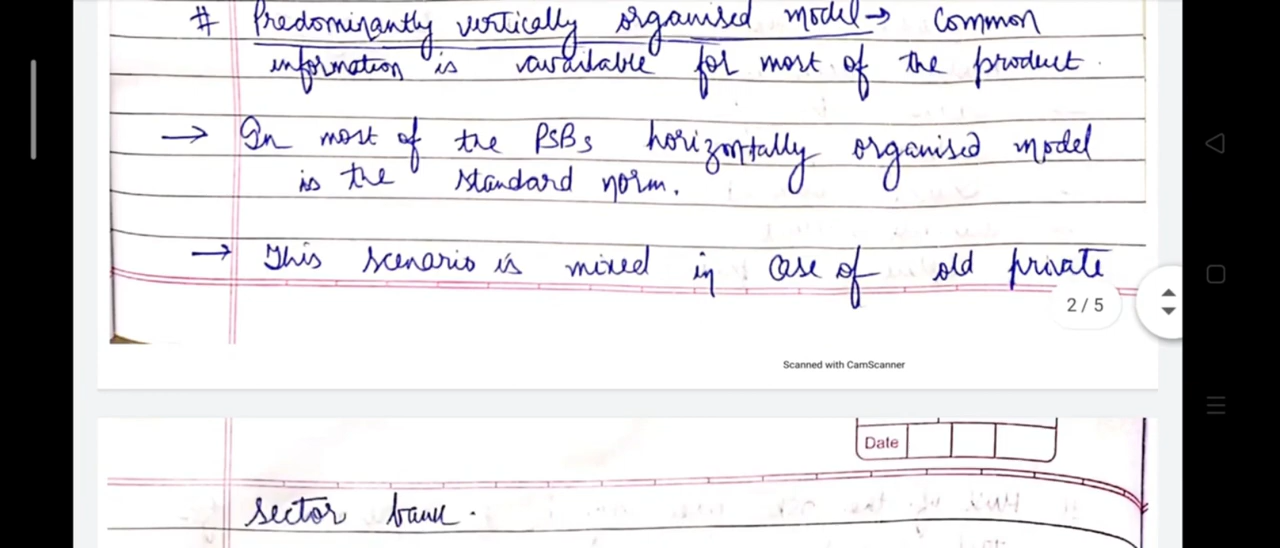 # Predominantly vertically organised model → Common
information is available for most of the product.
→ In most of the PSBs horizontally organised model
is the standard norm.
→ This scenario is mixed in case of old private
2 / 5
Scanned with CamScanner
Date
sector bank.